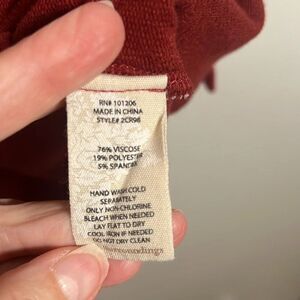 RN# 101206
MADE IN CHINA
STYLE# 2CR98
76% VISCOSE
19% POLYESTER
5% SPANDEX
HAND WASH COLD
SEPARATELY
ONLY NON-CHLORINE
BLEACH WHEN NEEDED
LAY FLAT TO DRY
COOL IRON IF NEEDED
DO NOT DRY CLEAN